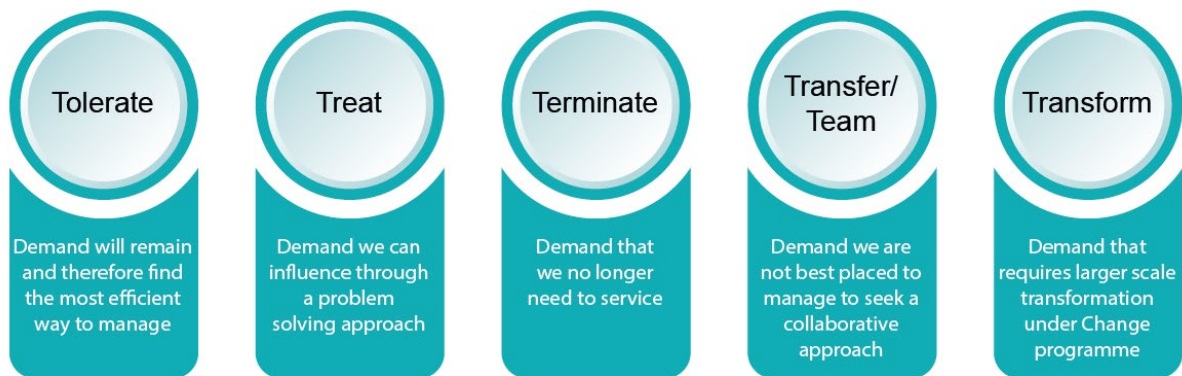 Tolerate
Demand will remain
and therefore find
the most efficient
way to manage
Treat
Demand we can
influence through
a problem
solving approach
Terminate
Demand that
we no longer
need to service
Transfer/
Team
Demand we are
not best placed to
manage to seek a
collaborative
approach
Transform
Demand that
requires larger scale
transformation
under Change
programme